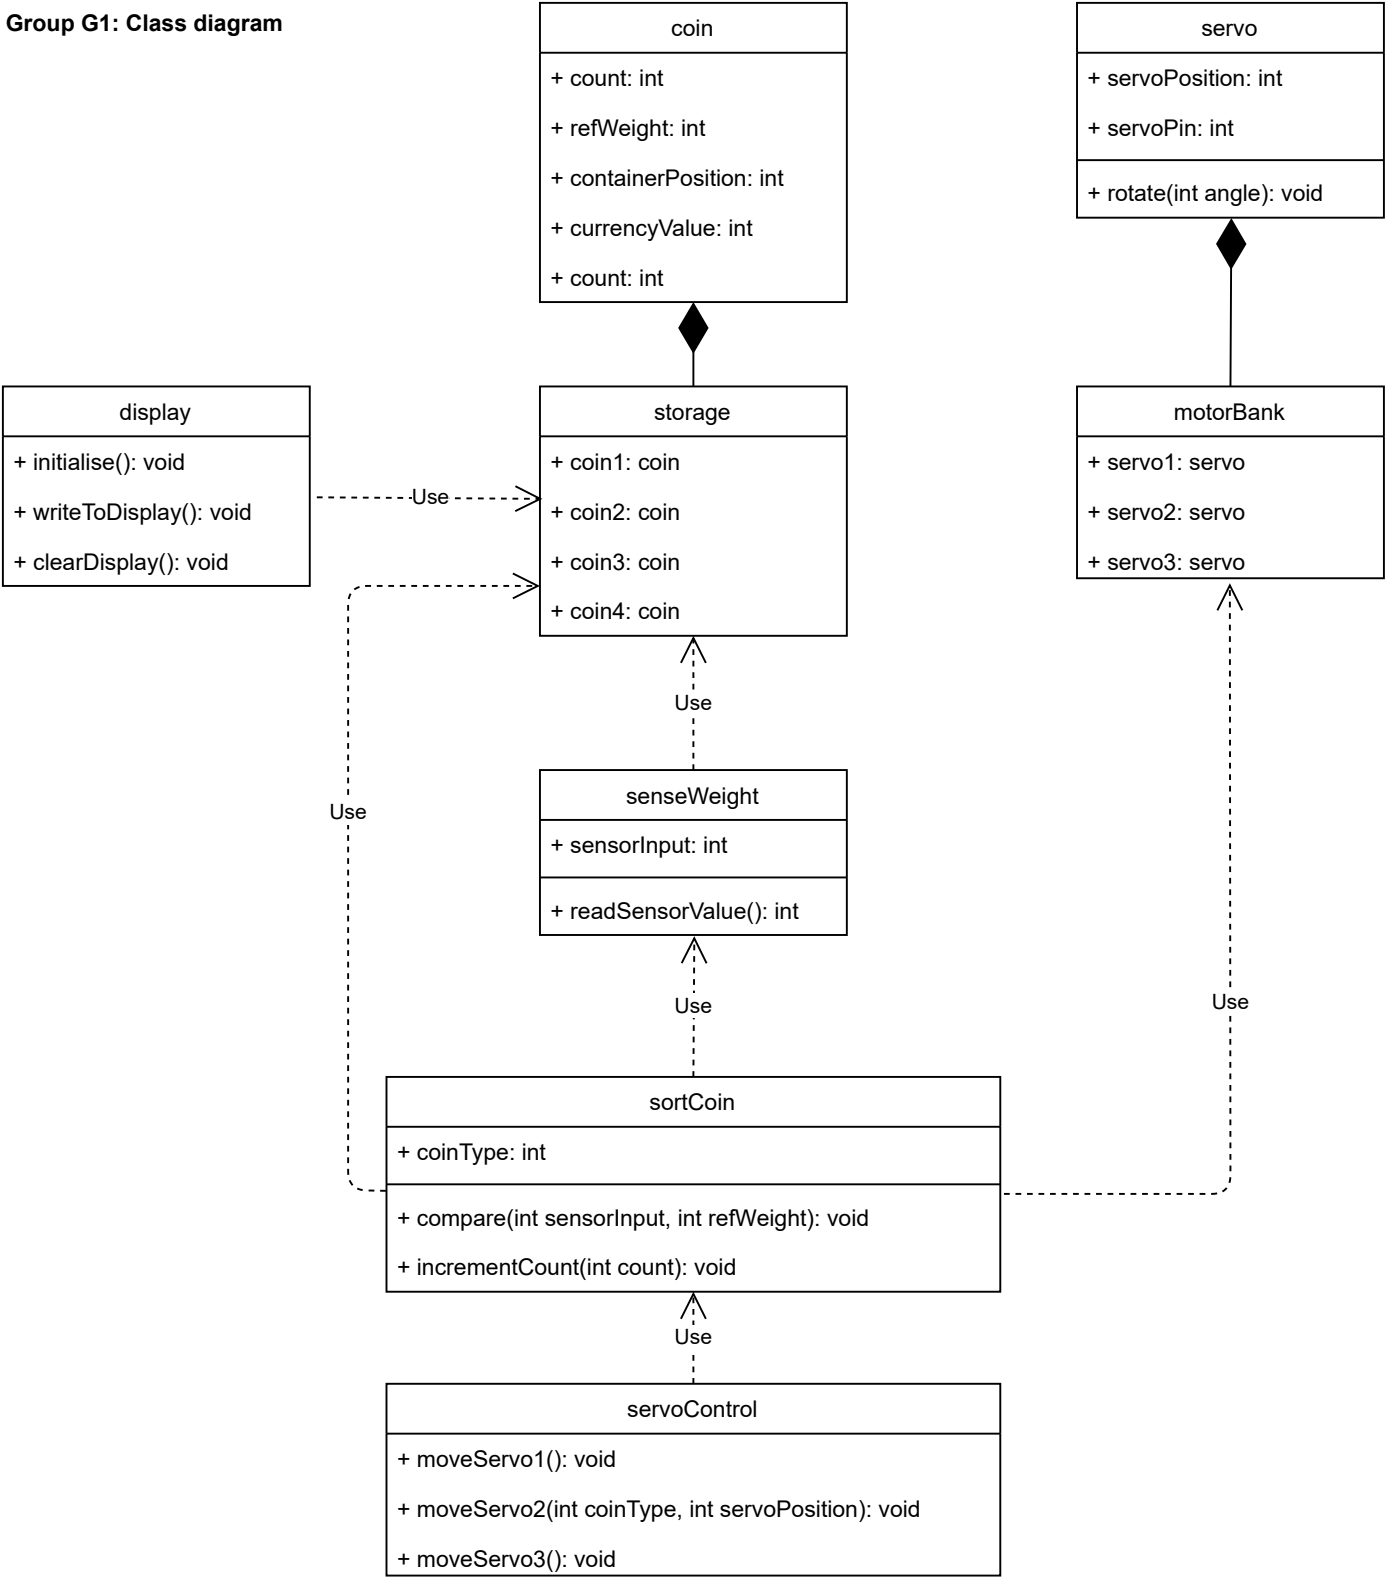 Group G1: Class diagram
coin
+ count: int
+ refWeight: int
+ containerPosition: int
+ currencyValue: int
+ count: int
servo
+ servoPosition: int
+ servoPin: int
+ rotate(int angle): void
display
+ initialise(): void
+ writeToDisplay(): void
+ clearDisplay(): void
Use
storage
+ coin1: coin
+ coin2: coin
+ coin3: coin
+ coin4: coin
motorBank
+ servo1: servo
+ servo2: servo
+ servo3: servo
Use
Use
senseWeight
+ sensorInput: int
+ readSensorValue(): int
Use
Use
sortCoin
+ coinType: int
+ compare(int sensorInput, int refWeight): void
+ incrementCount(int count): void
Use
servoControl
+ moveServo1(): void
+ moveServo2(int coinType, int servoPosition): void
+ moveServo3(): void